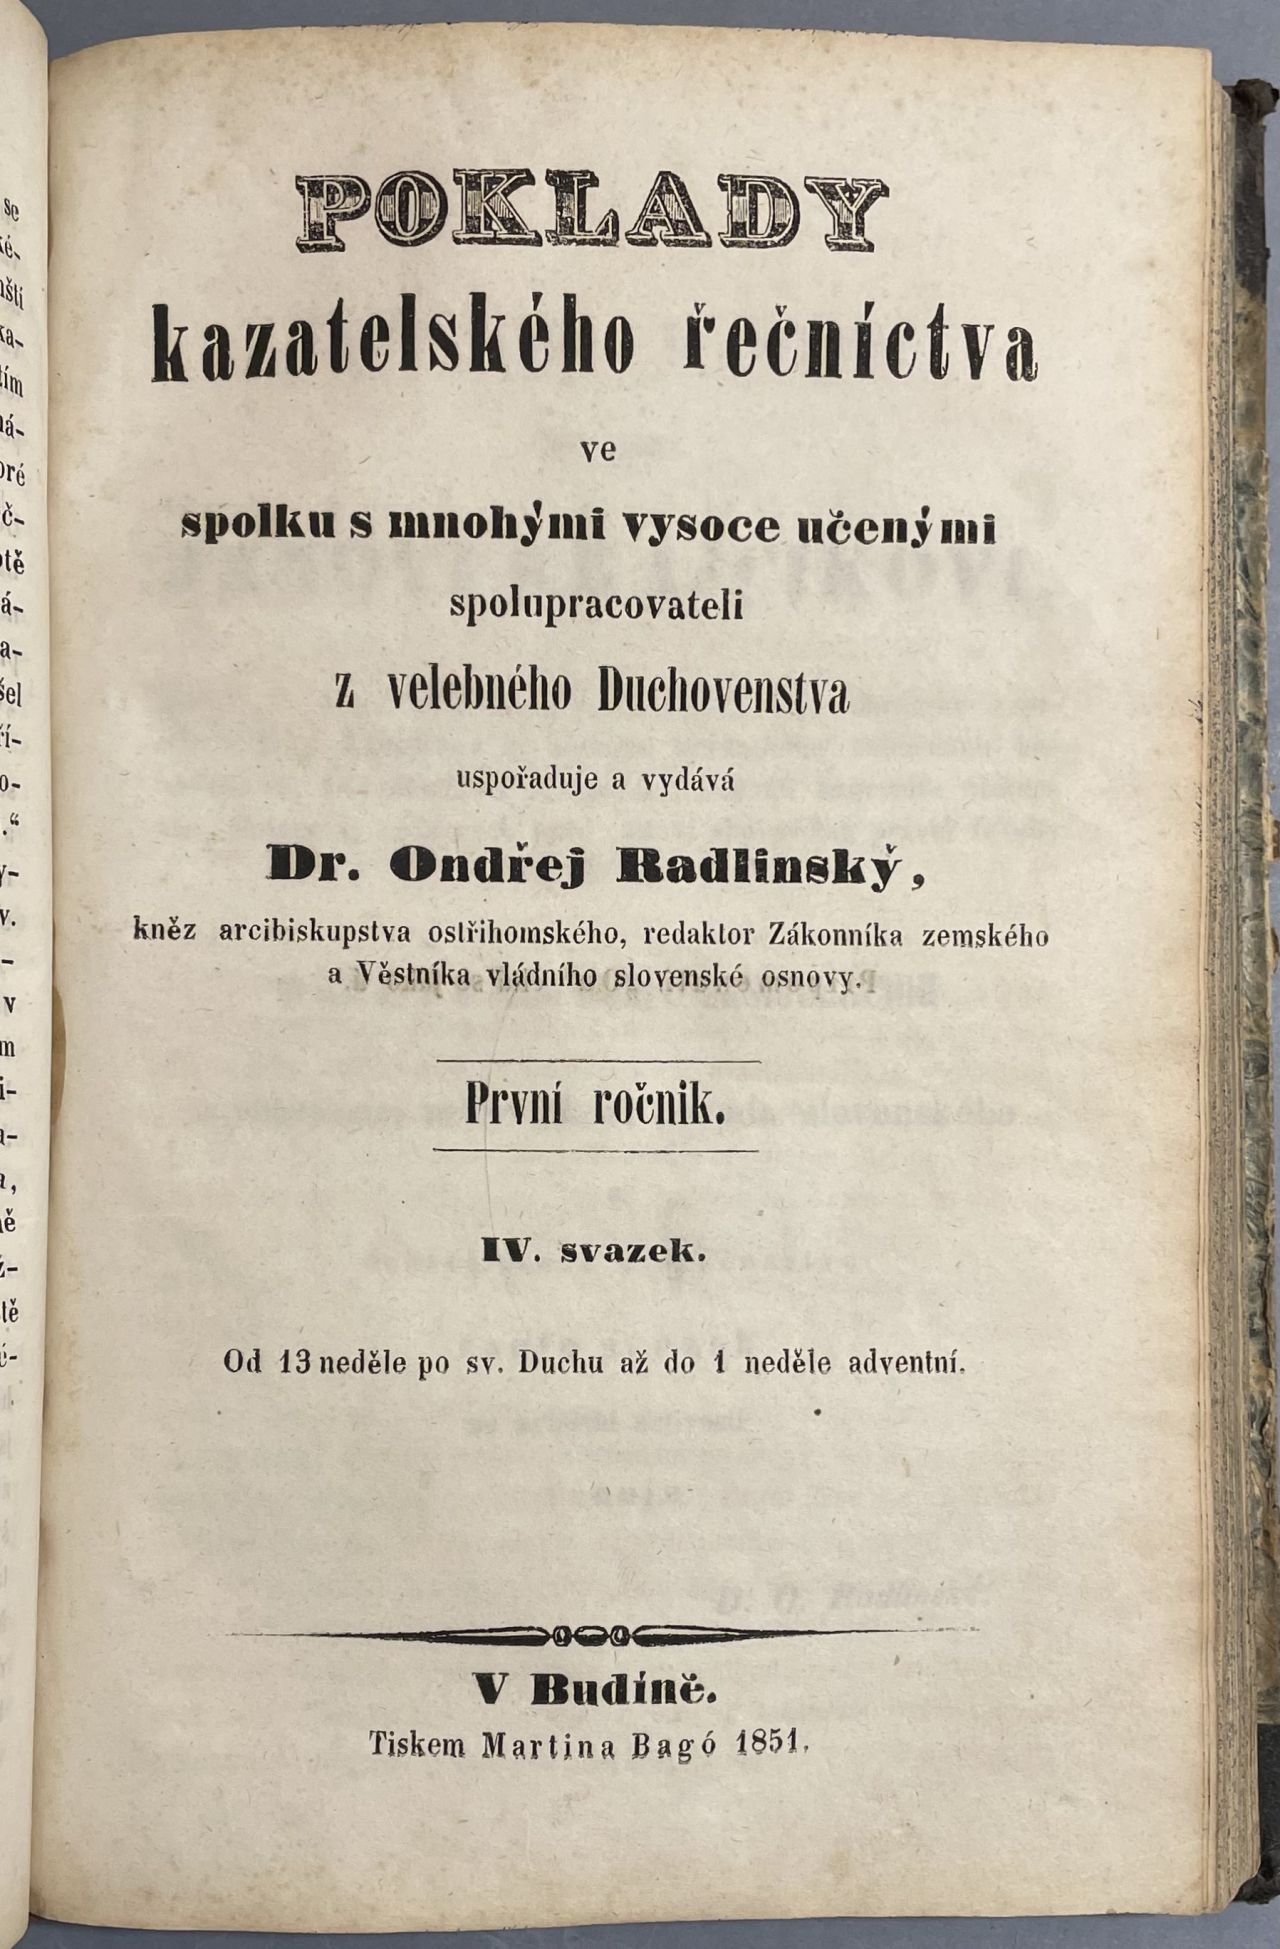 POKLADY
kazatelského řečníctva
ve
spolku s mnohými vysoce učenými
spolupracovateli
z velebného Duchovenstva
uspořaduje a vydává
Dr. Ondřej Radlinský,
kněz arcibiskupstva ostřihomského, redaktor Zákonníka zemského
a Věstníka vládního slovenské osnovy.
První ročnik.
IV. svazek.
Od 13 neděle po sv. Duchu až do 1 neděle adventní.
V Budíně.
Tiskem Martina Bagó 1851.